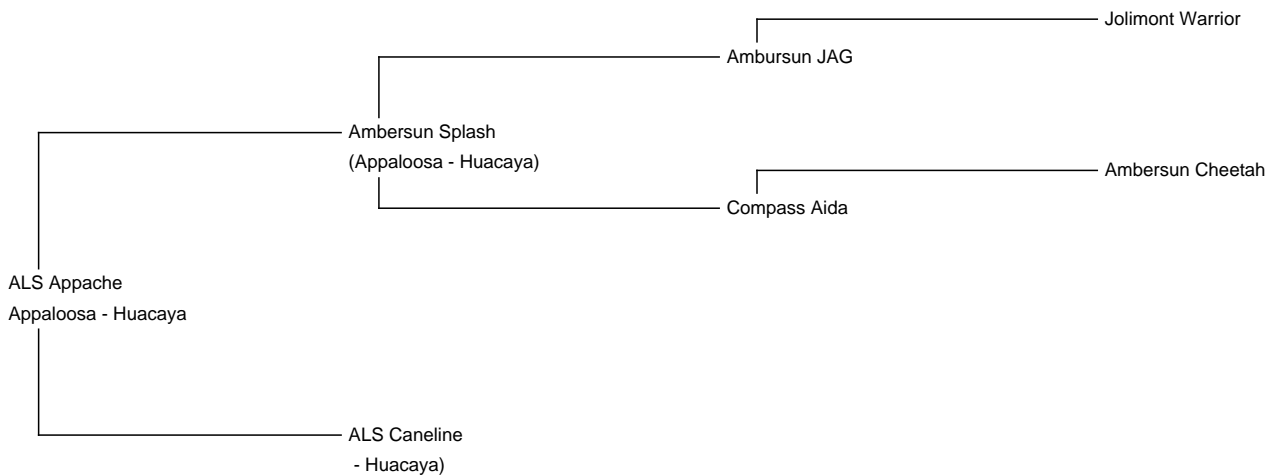 Jolimont Warrior
Ambursun JAG
Ambersun Splash
(Appaloosa - Huacaya)
Ambersun Cheetah
Compass Aida
ALS Appache
Appaloosa - Huacaya
ALS Caneline
- Huacaya)